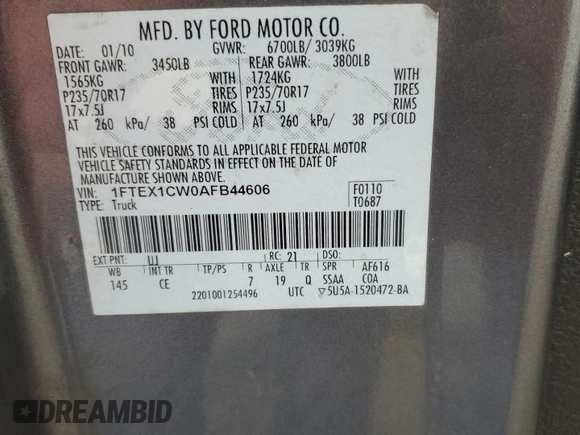 MFD. BY FORD MOTOR CO.
DATE: 01/10 GVWR: 6700LB/ 3039KG
FRONT GAWR: 3450LB REAR GAWR: 3800LB
1565KG WITH 1724KG WITH
P235/70R17 TIRES P235/70R17 TIRES
17x7.5J RIMS 17x7.5J RIMS
AT 260 kPa/ 38 PSI COLD AT 260 kPa/ 38 PSI COLD
THIS VEHICLE CONFORMS TO ALL APPLICABLE FEDERAL MOTOR
VEHICLE SAFETY STANDARDS IN EFFECT ON THE DATE OF
MANUFACTURE SHOWN ABOVE.
VIN: 1FTEX1CW0AFB44606 F0110
TYPE: Truck T0687
EXT PNT: UJ RC: 21 DSO:
WB INT TR TP/PS R AXLE TR SPR AF616
145 CE 7 19 Q SSAA COA
2201001254496 UTC ▽5U5A-1520472-BA
DREAMBID